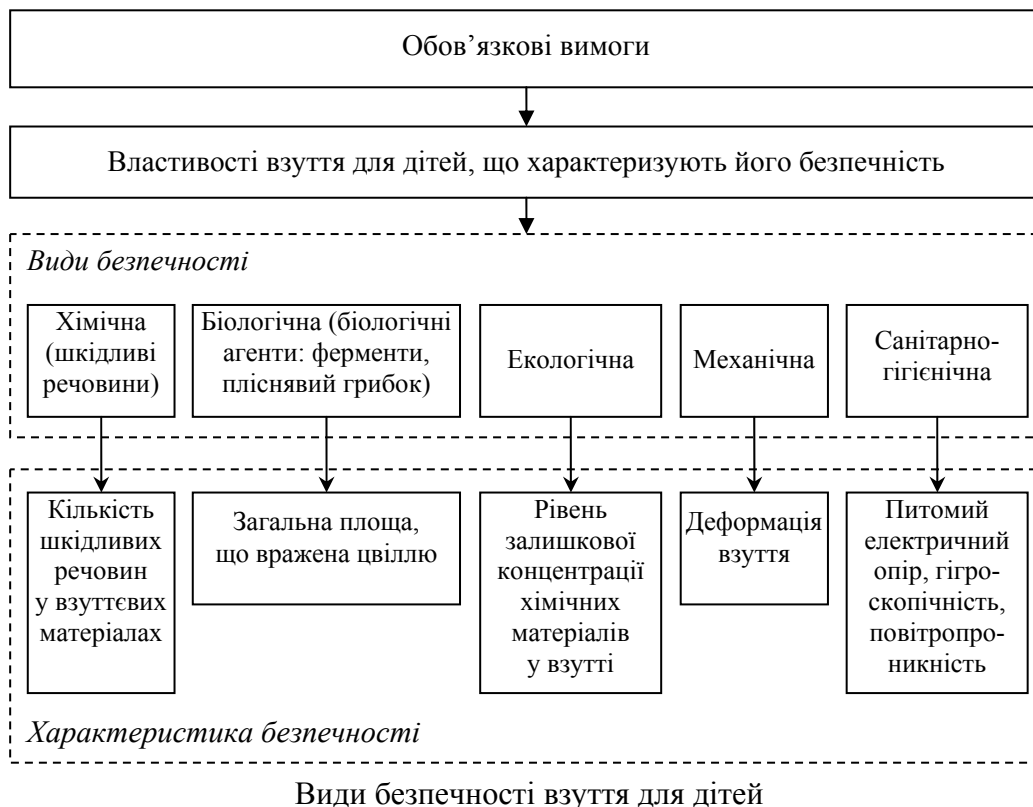 Обов’язкові вимоги
Властивості взуття для дітей, що характеризують його безпечність
Види безпечності
Хімічна
(шкідливі
речовини)
Біологічна (біологічні
агенти: ферменти,
пліснявий грибок)
Екологічна
Механічна
Санітарно-
гігієнічна
Кількість
шкідливих
речовин
у взуттєвих
матеріалах
Загальна площа,
що вражена цвіллю
Рівень
залишкової
концентрації
хімічних
матеріалів
у взутті
Деформація
взуття
Питомий
електричний
опір, гігро-
скопічність,
повітропро-
никність
Характеристика безпечності
Види безпечності взуття для дітей